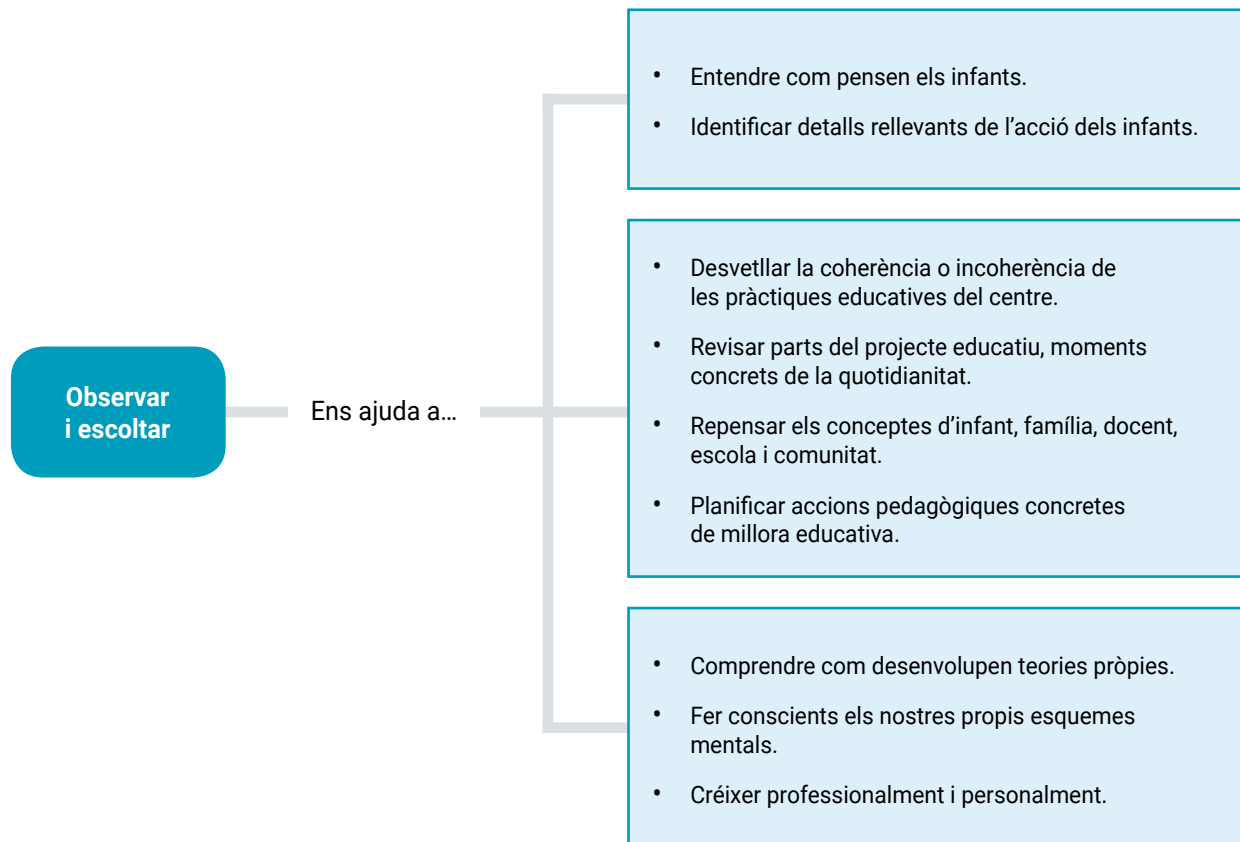 Observar
i escoltar
Ens ajuda a…
• Entendre com pensen els infants.
• Identificar detalls rellevants de l’acció dels infants.
• Desvetllar la coherència o incoherència de
les pràctiques educatives del centre.
• Revisar parts del projecte educatiu, moments
concrets de la quotidianitat.
• Repensar els conceptes d’infant, família, docent,
escola i comunitat.
• Planificar accions pedagògiques concretes
de millora educativa.
• Comprendre com desenvolupen teories pròpies.
• Fer conscients els nostres propis esquemes
mentals.
• Créixer professionalment i personalment.